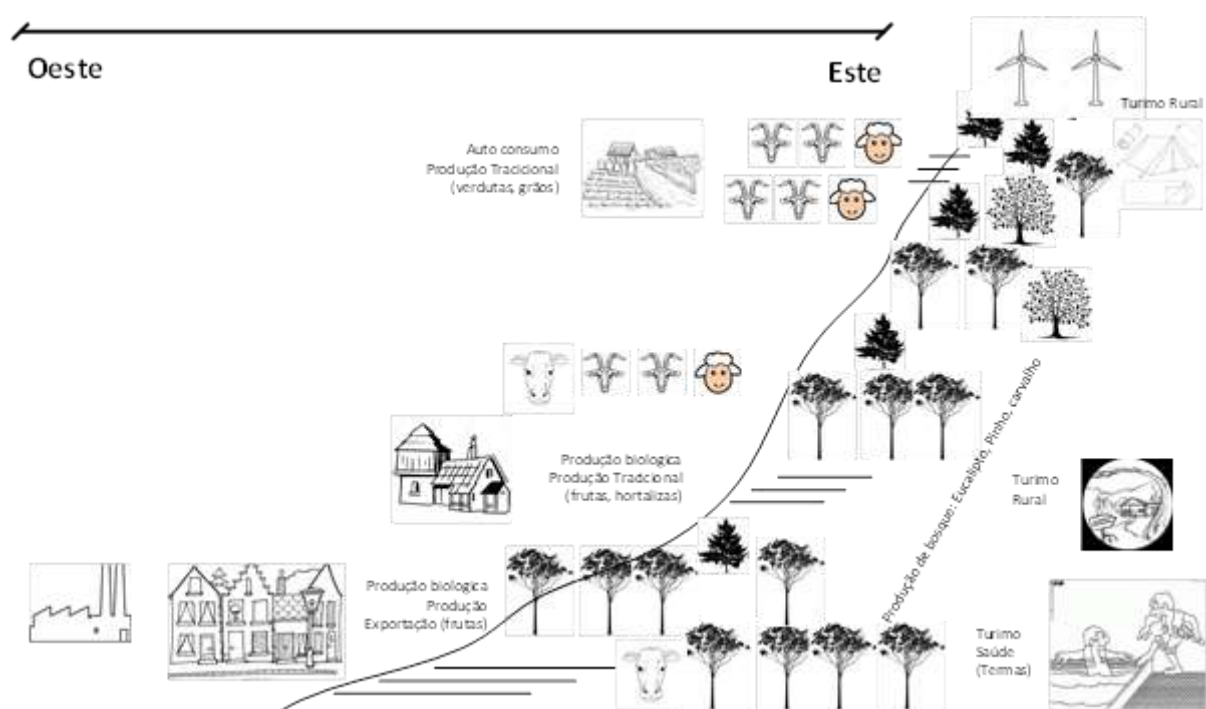 Oeste
Este
Turimo Rural
Auto consumo
Produção Tradicional
(verdutas, grãos)
Produção biologica
Produção Tradcional
(frutas, hortalizas)
Produção de bosque: Eucalipto, Pinho, carvalho
Turimo
Rural
Produção biologica
Produção
Exportação (frutas)
Turimo
Saúde
(Termas)